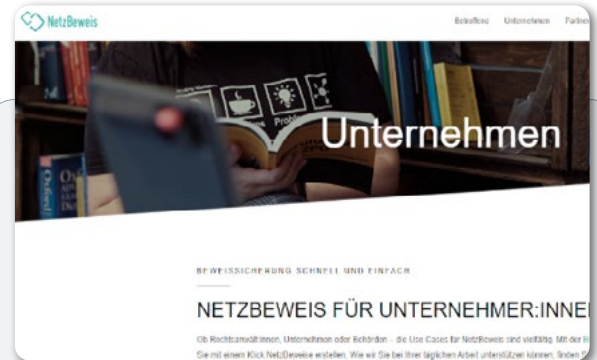 NetzBeweis
Betroffene Unternehmen Partner
Unternehmen
Oxford
BEWEISSICHERUNG SCHNELL UND EINFACH
NETZBEWEIS FÜR UNTERNEHMER:INNE
Ob Rechtsanwält:innen, Unternehmen oder Behörden – die Use Cases für NetzBeweis sind vielfältig. Mit der
Sie mit einem Klick NetzBeweise erstellen. Wie wir Sie bei Ihrer täglichen Arbeit unterstützen können, finden S